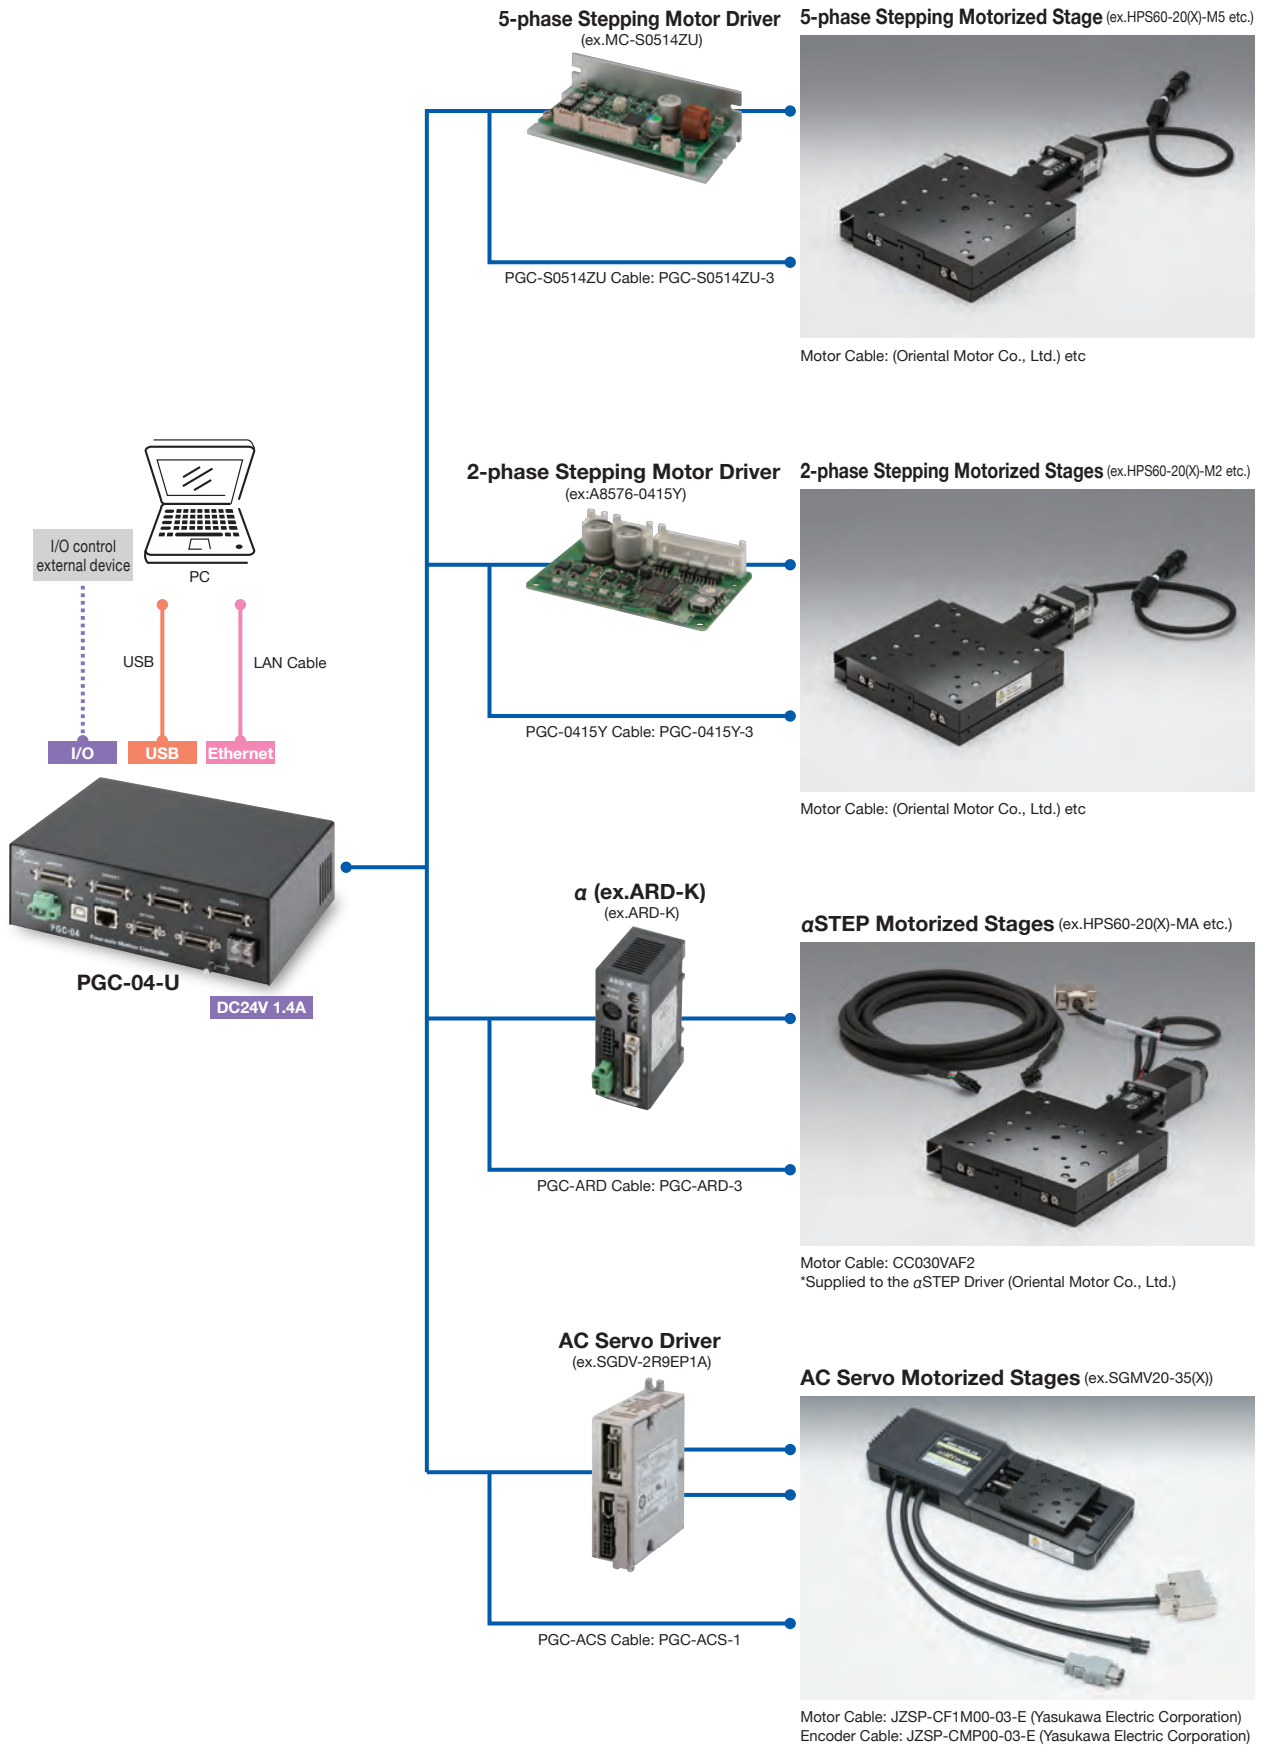 5-phase Stepping Motor Driver
(ex.MC-S0514ZU)
5-phase Stepping Motorized Stage (ex.HPS60-20(X)-M5 etc.)
PGC-S0514ZU Cable: PGC-S0514ZU-3
Motor Cable: (Oriental Motor Co., Ltd.) etc
2-phase Stepping Motor Driver
(ex:A8576-0415Y)
2-phase Stepping Motorized Stages (ex.HPS60-20(X)-M2 etc.)
PGC-0415Y Cable: PGC-0415Y-3
Motor Cable: (Oriental Motor Co., Ltd.) etc
I/O control
external device
PC
USB
LAN Cable
I/O
USB
Ethernet
PGC-04 Four-axis Motion Controller
PGC-04-U
DC24V 1.4A
α (ex.ARD-K)
(ex.ARD-K)
ARD-K
αSTEP Motorized Stages (ex.HPS60-20(X)-MA etc.)
PGC-ARD Cable: PGC-ARD-3
Motor Cable: CC030VAF2
*Supplied to the αSTEP Driver (Oriental Motor Co., Ltd.)
AC Servo Driver
(ex.SGDV-2R9EP1A)
AC Servo Motorized Stages (ex.SGMV20-35(X))
PGC-ACS Cable: PGC-ACS-1
Motor Cable: JZSP-CF1M00-03-E (Yasukawa Electric Corporation)
Encoder Cable: JZSP-CMP00-03-E (Yasukawa Electric Corporation)